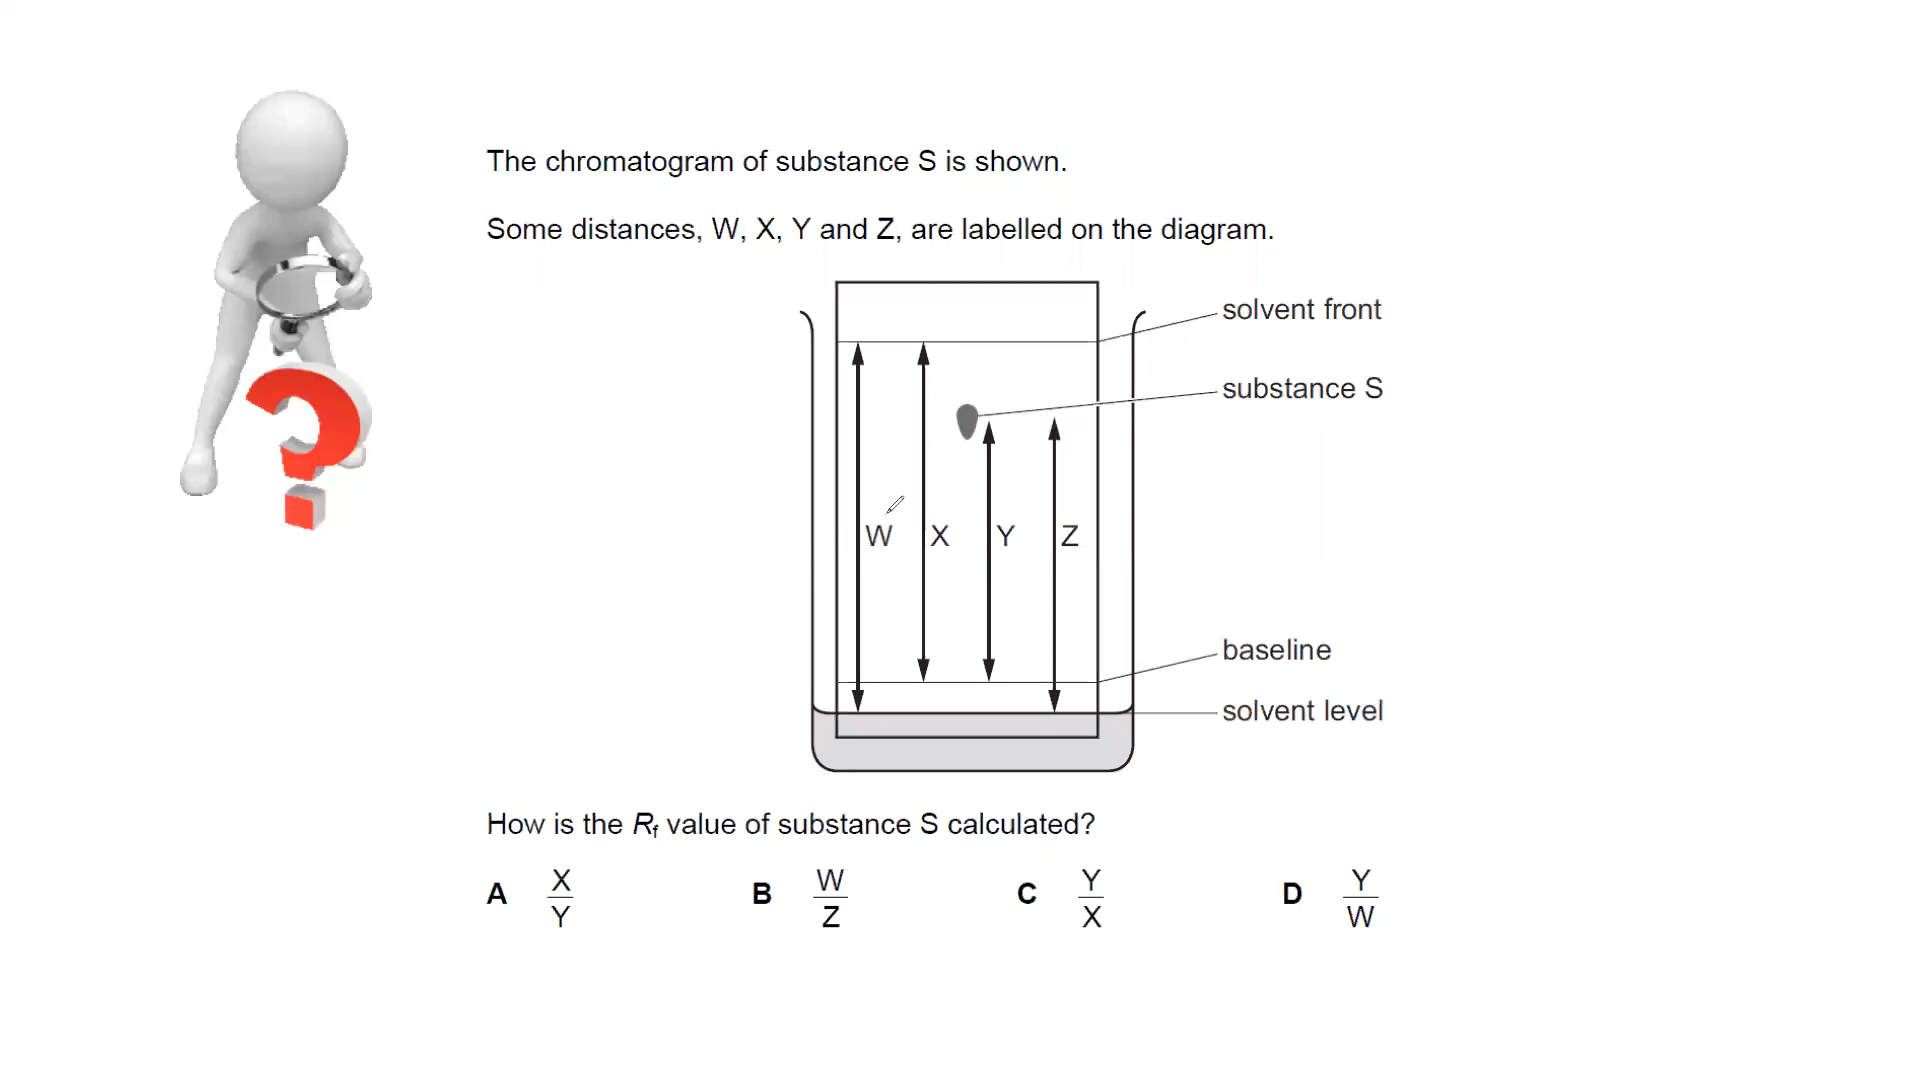 The chromatogram of substance S is shown.
Some distances, W, X, Y and Z, are labelled on the diagram.
solvent front
substance S
W X Y Z
baseline
solvent level
How is the Rf value of substance S calculated?
A X/Y B W/Z C Y/X D Y/W